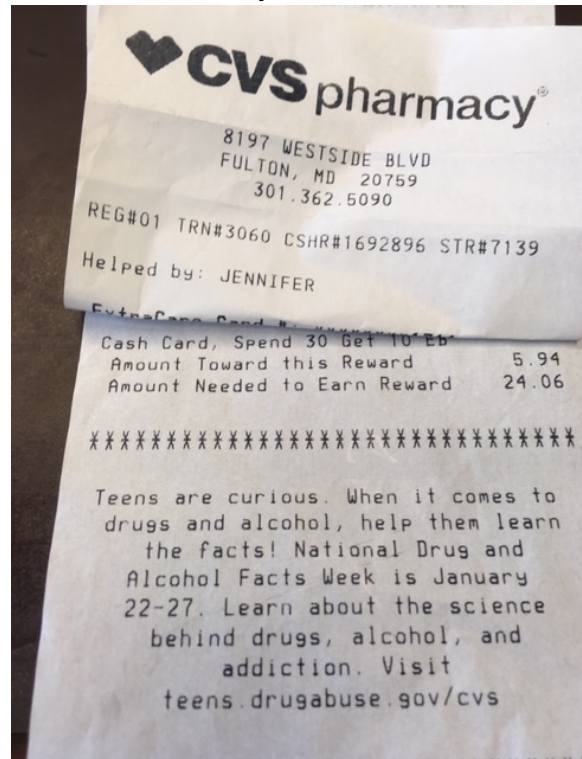 CVS pharmacy®
8197 WESTSIDE BLVD
FULTON, MD 20759
301.362.5090
REG#01 TRN#3060 CSHR#1692896 STR#7139
Helped by: JENNIFER
ExtraCare Card #:
Cash Card, Spend 30 Get 10 Eb
Amount Toward this Reward 5.94
Amount Needed to Earn Reward 24.06
********************************
Teens are curious. When it comes to
drugs and alcohol, help them learn
the facts! National Drug and
Alcohol Facts Week is January
22-27. Learn about the science
behind drugs, alcohol, and
addiction. Visit
teens.drugabuse.gov/cvs